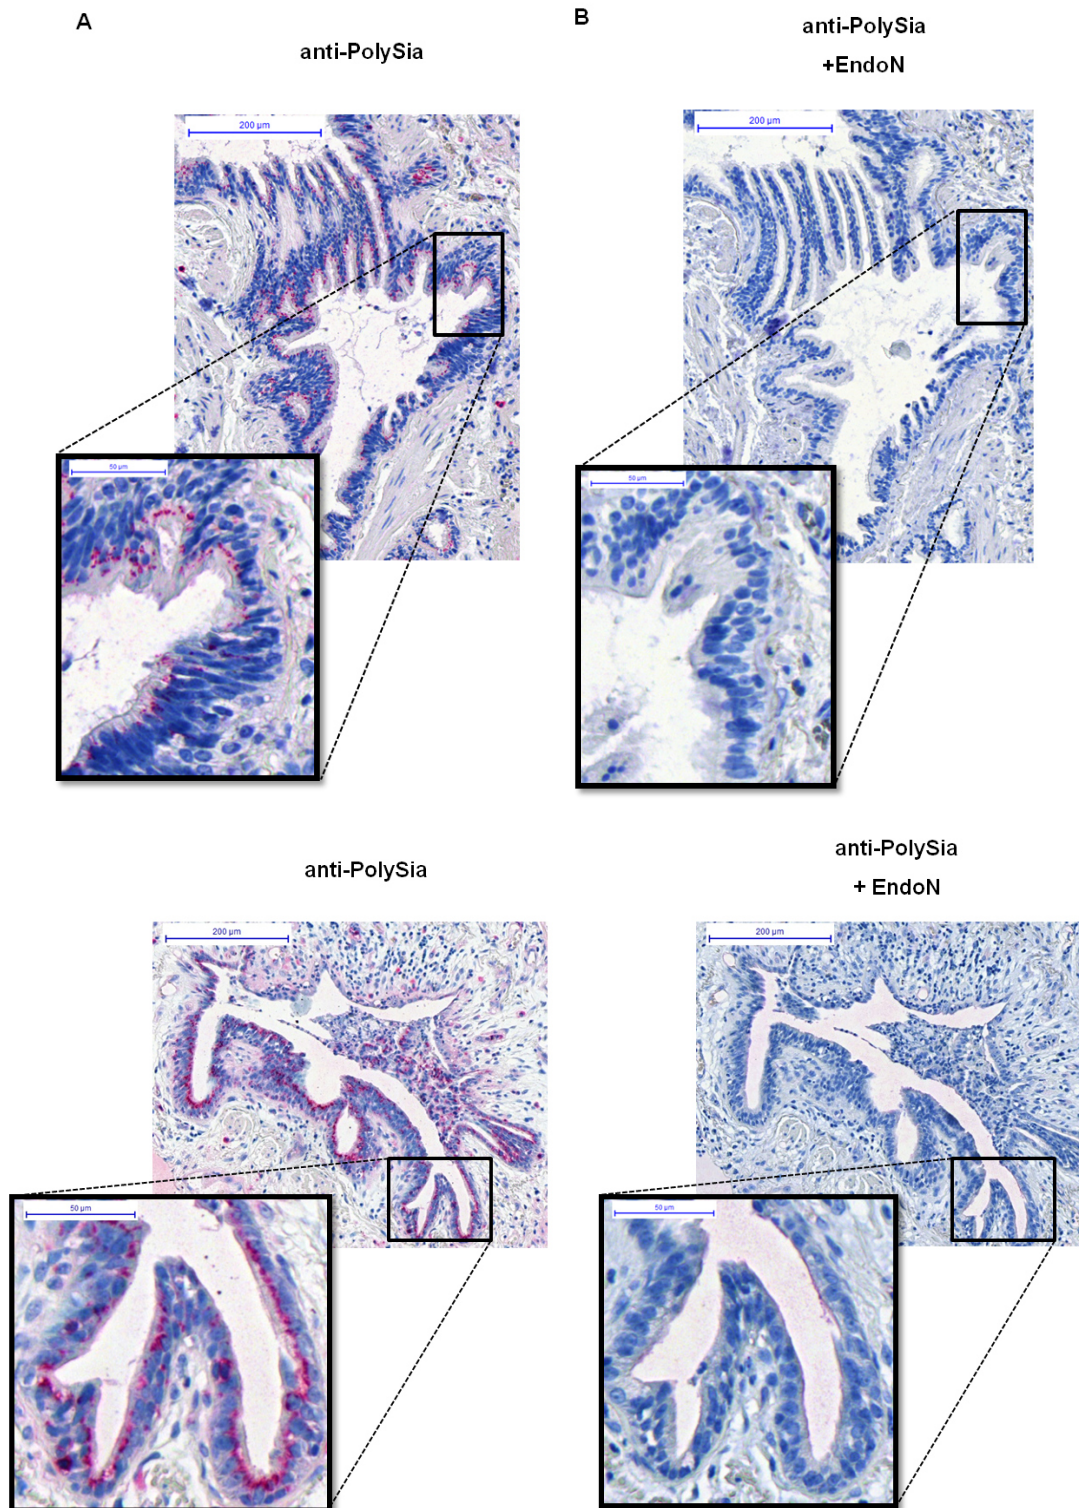 A
anti-PolySia
200 µm
50 µm
B
anti-PolySia
+EndoN
200 µm
50 µm
anti-PolySia
200 µm
50 µm
anti-PolySia
+ EndoN
200 µm
50 µm